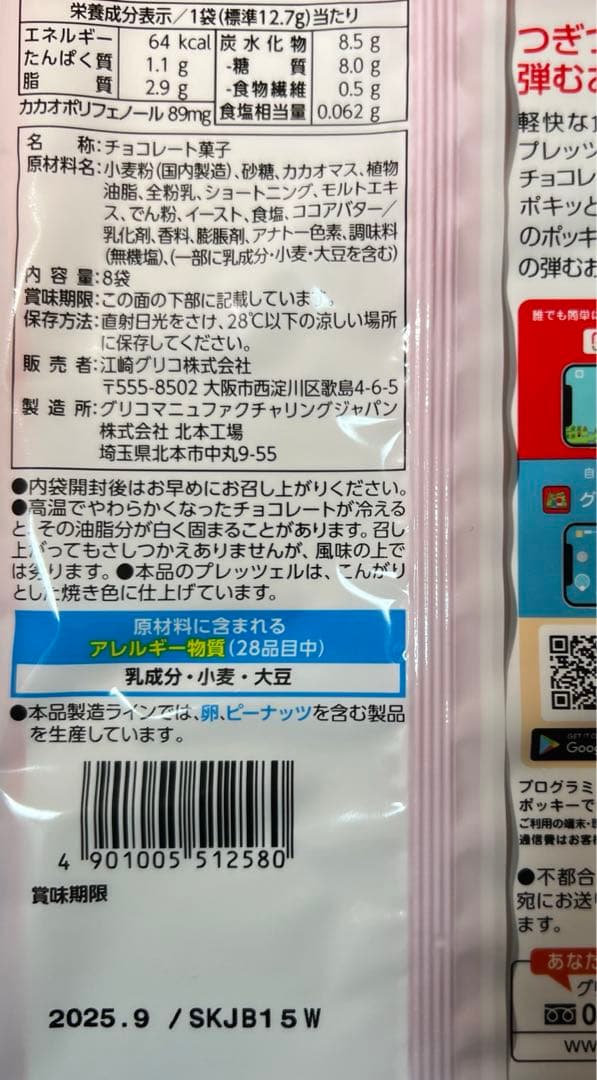 栄養成分表示／1袋(標準12.7g)当たり
エネルギー 64 kcal 炭水化物 8.5 g
たんぱく質 1.1 g -糖質 8.0 g
脂質 2.9 g -食物繊維 0.5 g
カカオポリフェノール 89mg 食塩相当量 0.062 g
名称:チョコレート菓子
原材料名:小麦粉(国内製造)、砂糖、カカオマス、植物
油脂、全粉乳、ショートニング、モルトエキ
ス、でん粉、イースト、食塩、ココアバター／
乳化剤、香料、膨脹剤、アナトー色素、調味料
(無機塩)、(一部に乳成分・小麦・大豆を含む)
内容量:8袋
賞味期限:この面の下部に記載しています。
保存方法:直射日光をさけ、28℃以下の涼しい場所
に保存してください。
販売者:江崎グリコ株式会社
〒555-8502 大阪市西淀川区歌島4-6-5
製造所:グリコマニュファクチャリングジャパン
株式会社 北本工場
埼玉県北本市中丸9-55
●内袋開封後はお早めにお召し上がりください。
●高温でやわらかくなったチョコレートが冷える
と、その油脂分が白く固まることがあります。召し
上がってもさしつかえありませんが、風味の上で
は劣ります。●本品のプレッツェルは、こんがり
とした焼き色に仕上げています。
原材料に含まれる
アレルギー物質(28品目中)
乳成分・小麦・大豆
●本品製造ラインでは、卵、ピーナッツを含む製品
を生産しています。
4 901005 512580
賞味期限
2025.9 /SKJB15W
つぎつ
弾むお
軽快な
プレッツ
チョコレ
ポキッと
のポッキ
の弾むお
誰でも簡単に
自
グ
GET IT O
Goo
プログラミ
ポッキーで
ご利用の端末・
通信費はお客
●不都合
宛にお送
ます。
あなた
グ
0
ww